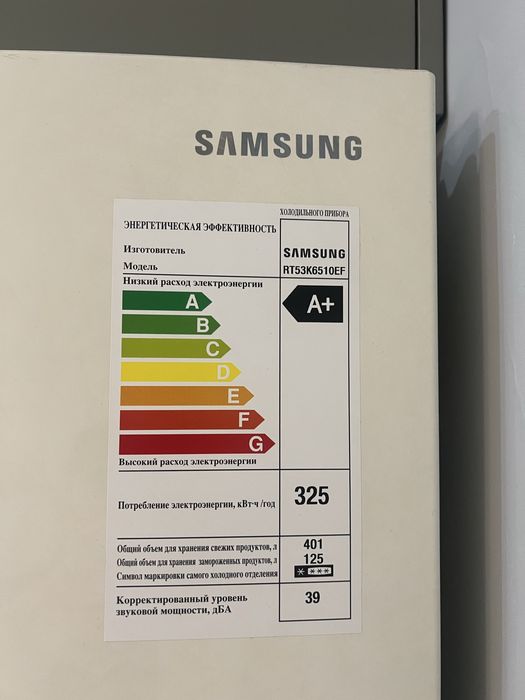 SAMSUNG
ХОЛОДИЛЬНОГО ПРИБОРА
ЭНЕРГЕТИЧЕСКАЯ ЭФФЕКТИВНОСТЬ
Изготовитель SAMSUNG
Модель RT53K6510EF
Низкий расход электроэнергии
A A+
B
C
D
E
F
G
Высокий расход электроэнергии
Потребление электроэнергии, кВт·ч /год 325
Общий объем для хранения свежих продуктов, л 401
Общий объем для хранения замороженных продуктов, л 125
Символ маркировки самого холодного отделения * ***
Корректированный уровень 39
звуковой мощности, дБА